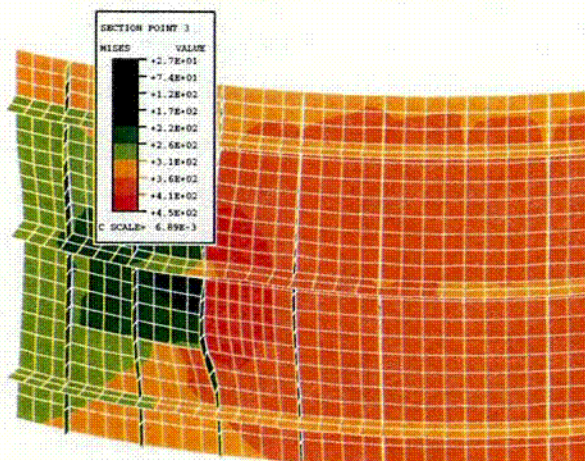 SECTION POINT 3
MISES VALUE
+2.7E+01
+7.4E+01
+1.2E+02
+1.7E+02
+2.2E+02
+2.6E+02
+3.1E+02
+3.6E+02
+4.1E+02
+4.5E+02
C SCALE= 6.89E-3